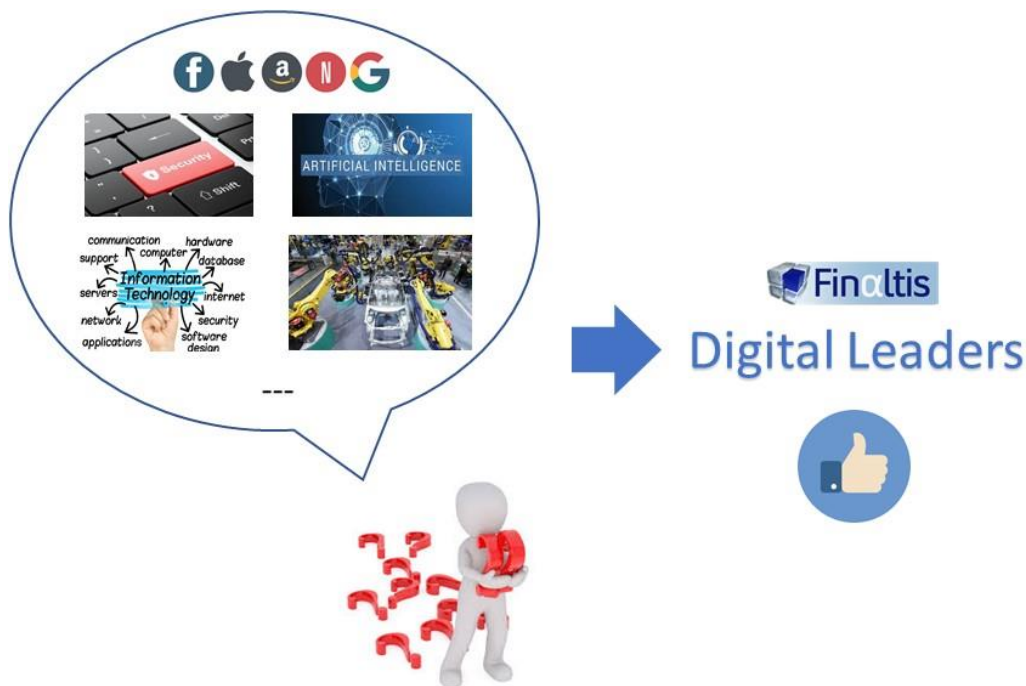 f a N G
Security
Shift
?
ARTIFICIAL INTELLIGENCE
communication
hardware
support
computer
database
Information
Technology
servers
internet
network
security
applications
software
design
---
Finαltis
Digital Leaders